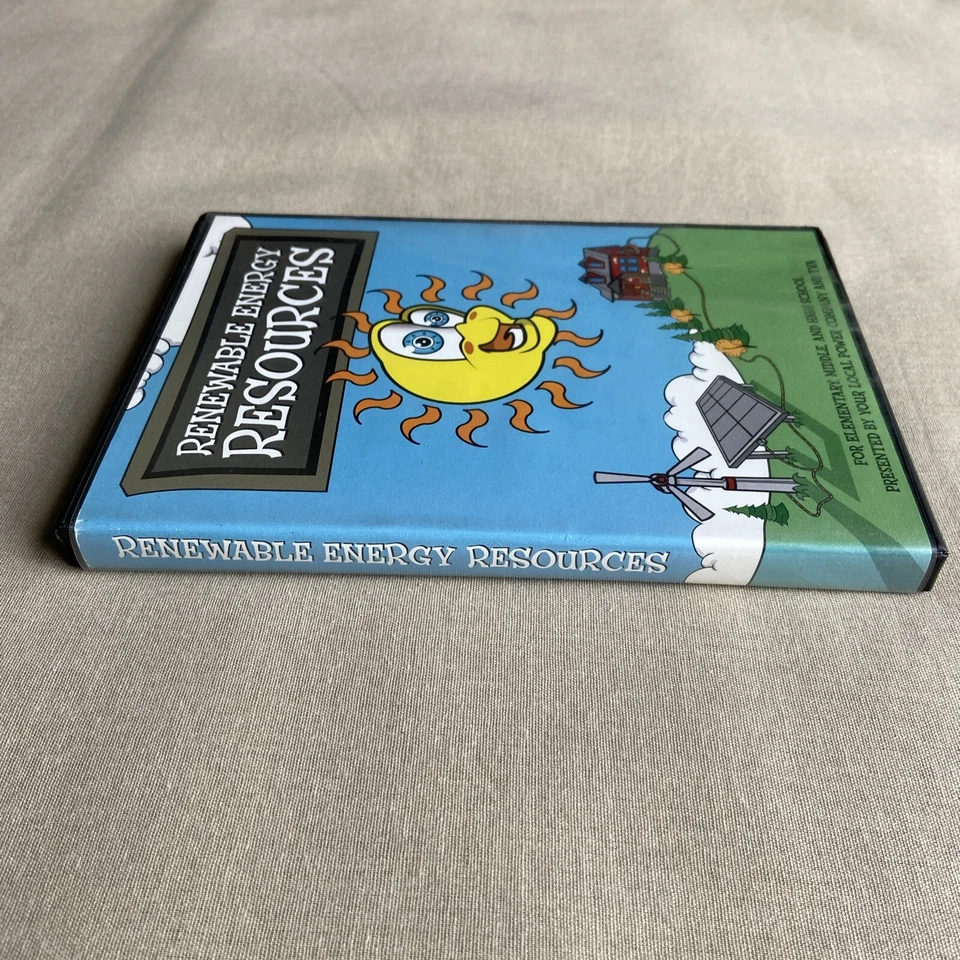 RENEWABLE ENERGY
RESOURCES
FOR ELEMENTARY, MIDDLE, AND HIGH SCHOOL
PRESENTED BY YOUR LOCAL POWER COMPANY AND TVA
RENEWABLE ENERGY RESOURCES